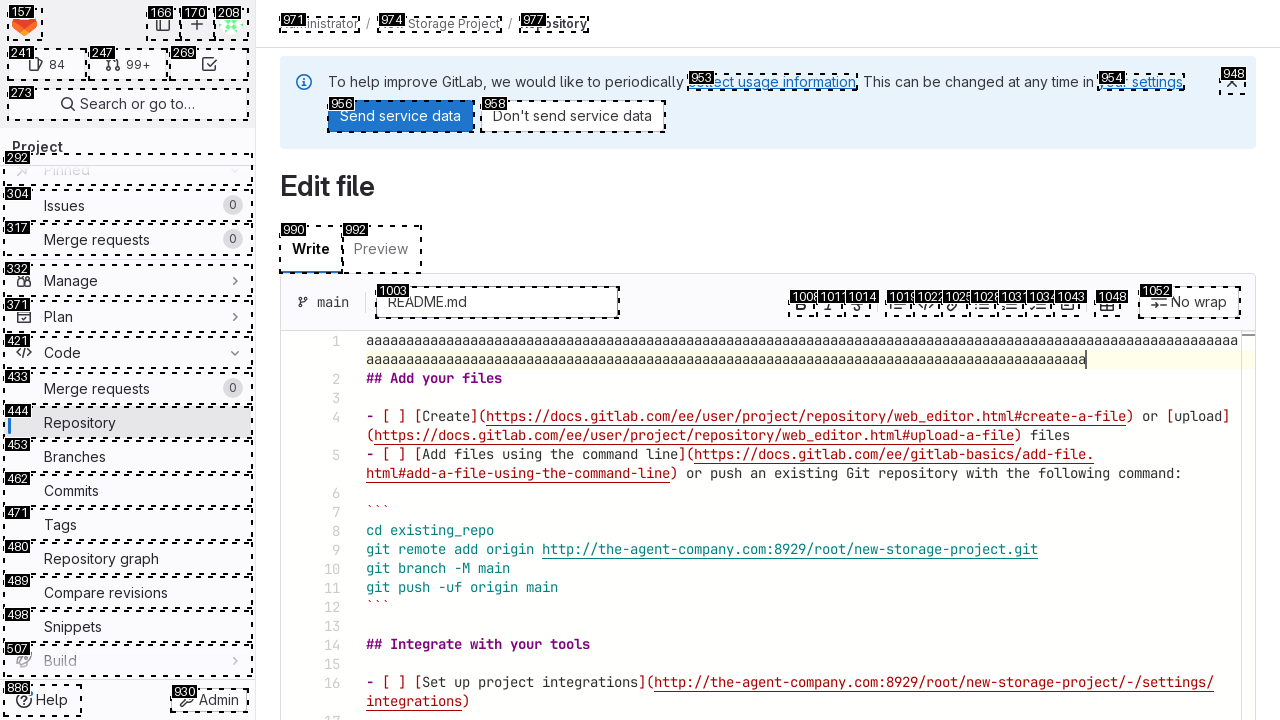 157
166
170
208
241
84
247
99+
269
273
Search or go to…
Project
292
Pinned
304
Issues
0
317
Merge requests
0
332
Manage
371
Plan
421
Code
433
Merge requests
0
444
Repository
453
Branches
462
Commits
471
Tags
480
Repository graph
489
Compare revisions
498
Snippets
507
Build
886
Help
930
Admin
971
Administrator
/
974
Storage Project
/
977
Repository
To help improve GitLab, we would like to periodically
953
collect usage information. This can be changed at any time in
954
your settings.
948
956
Send service data
958
Don't send service data
Edit file
990
Write
992
Preview
main
1003
README.md
1008
1011
1014
1019
1022
1025
1028
1031
1034
1043
1048
1052
No wrap
1
2 ## Add your files
3
4 - [ ] [Create](https://docs.gitlab.com/ee/user/project/repository/web_editor.html#create-a-file) or [upload]
(https://docs.gitlab.com/ee/user/project/repository/web_editor.html#upload-a-file) files
5 - [ ] [Add files using the command line](https://docs.gitlab.com/ee/gitlab-basics/add-file.
html#add-a-file-using-the-command-line) or push an existing Git repository with the following command:
6
7 ```
8 cd existing_repo
9 git remote add origin http://the-agent-company.com:8929/root/new-storage-project.git
10 git branch -M main
11 git push -uf origin main
12 ```
13
14 ## Integrate with your tools
15
16 - [ ] [Set up project integrations](http://the-agent-company.com:8929/root/new-storage-project/-/settings/
integrations)
17